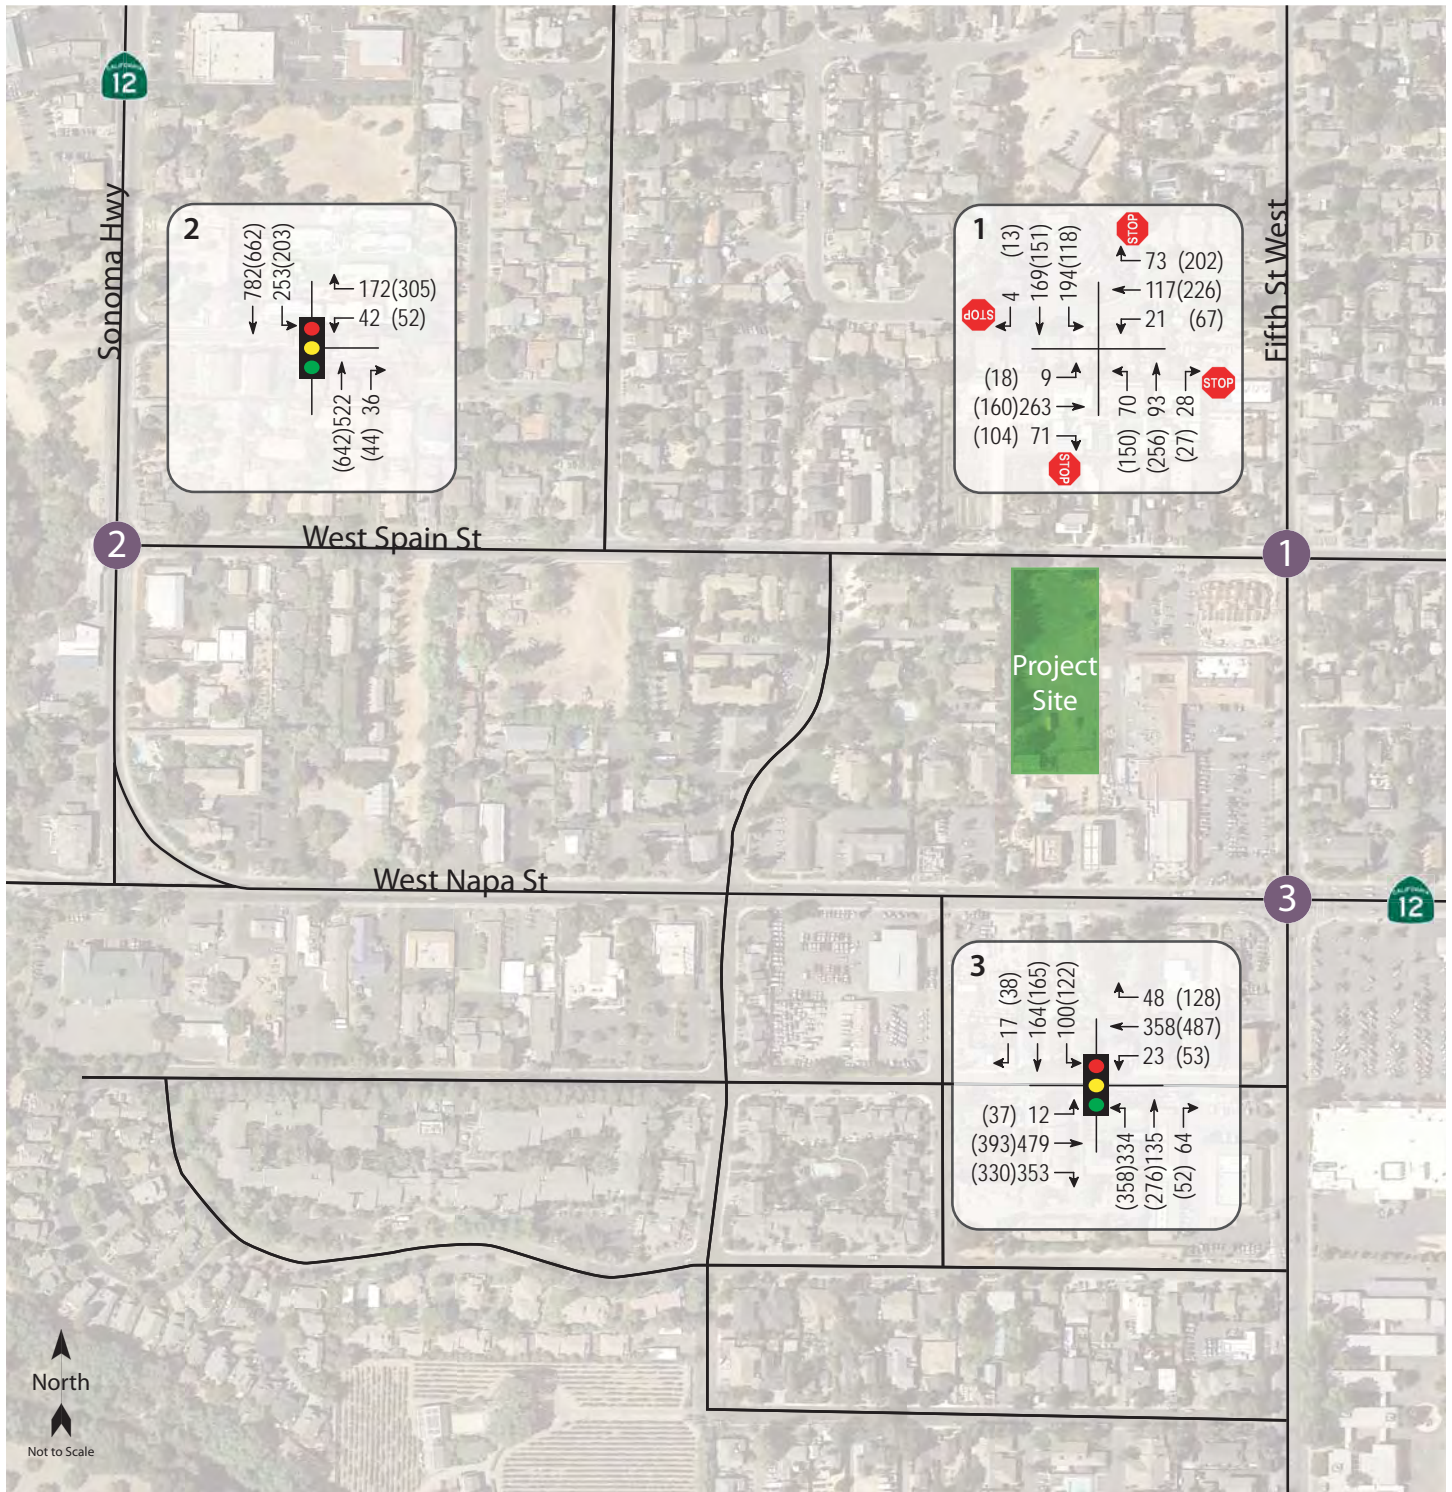 CALIFORNIA
12
Sonoma Hwy
Fifth St West
2
782(662)
253(203)
172(305)
42 (52)
(642)522
(44) 36
1
4 (13)
169(151)
194(118)
STOP
73 (202)
117(226)
21 (67)
STOP
(18) 9
(160)263
(104) 71
STOP
(150) 70
(256) 93
(27) 28
STOP
2
West Spain St
1
Project
Site
West Napa St
3
CALIFORNIA
12
3
17 (38)
164(165)
100(122)
48 (128)
358(487)
23 (53)
(37) 12
(393)479
(330)353
(358)334
(276)135
(52) 64
North
Not to Scale